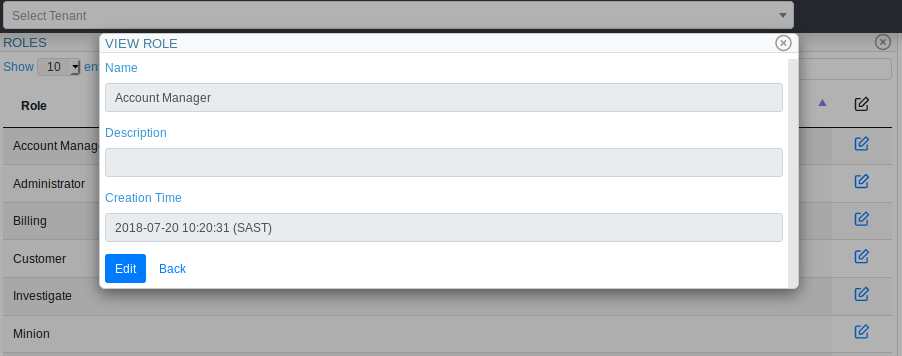 Select Tenant
ROLES
VIEW ROLE
Show 10 en
Name
Account Manager
Role
Description
Account Manag
Administrator
Creation Time
Billing
2018-07-20 10:20:31 (SAST)
Customer
Edit Back
Investigate
Minion